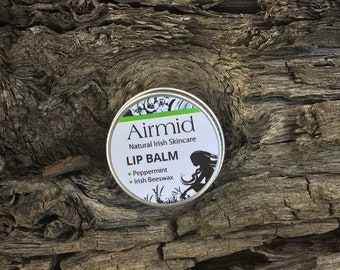 Airmid
Natural Irish Skincare
LIP BALM
• Peppermint
• Irish Beeswax